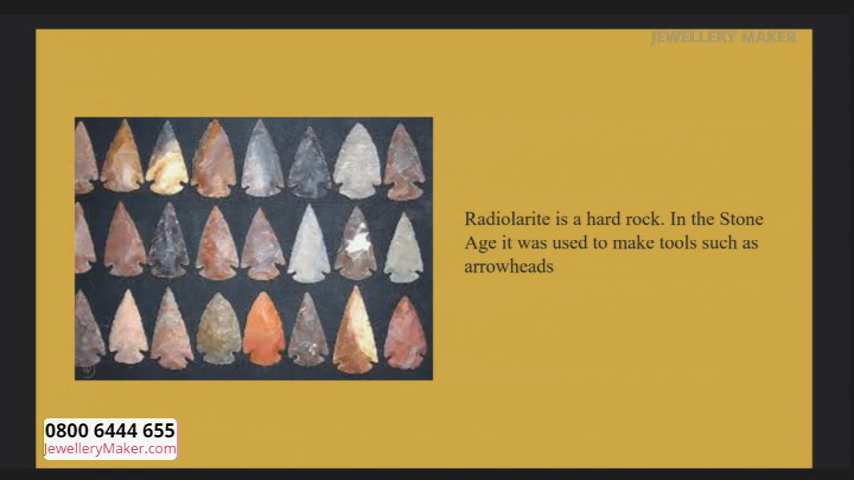 JEWELLERY MAKER
Radiolarite is a hard rock. In the Stone
Age it was used to make tools such as
arrowheads
0800 6444 655
JewelleryMaker.com